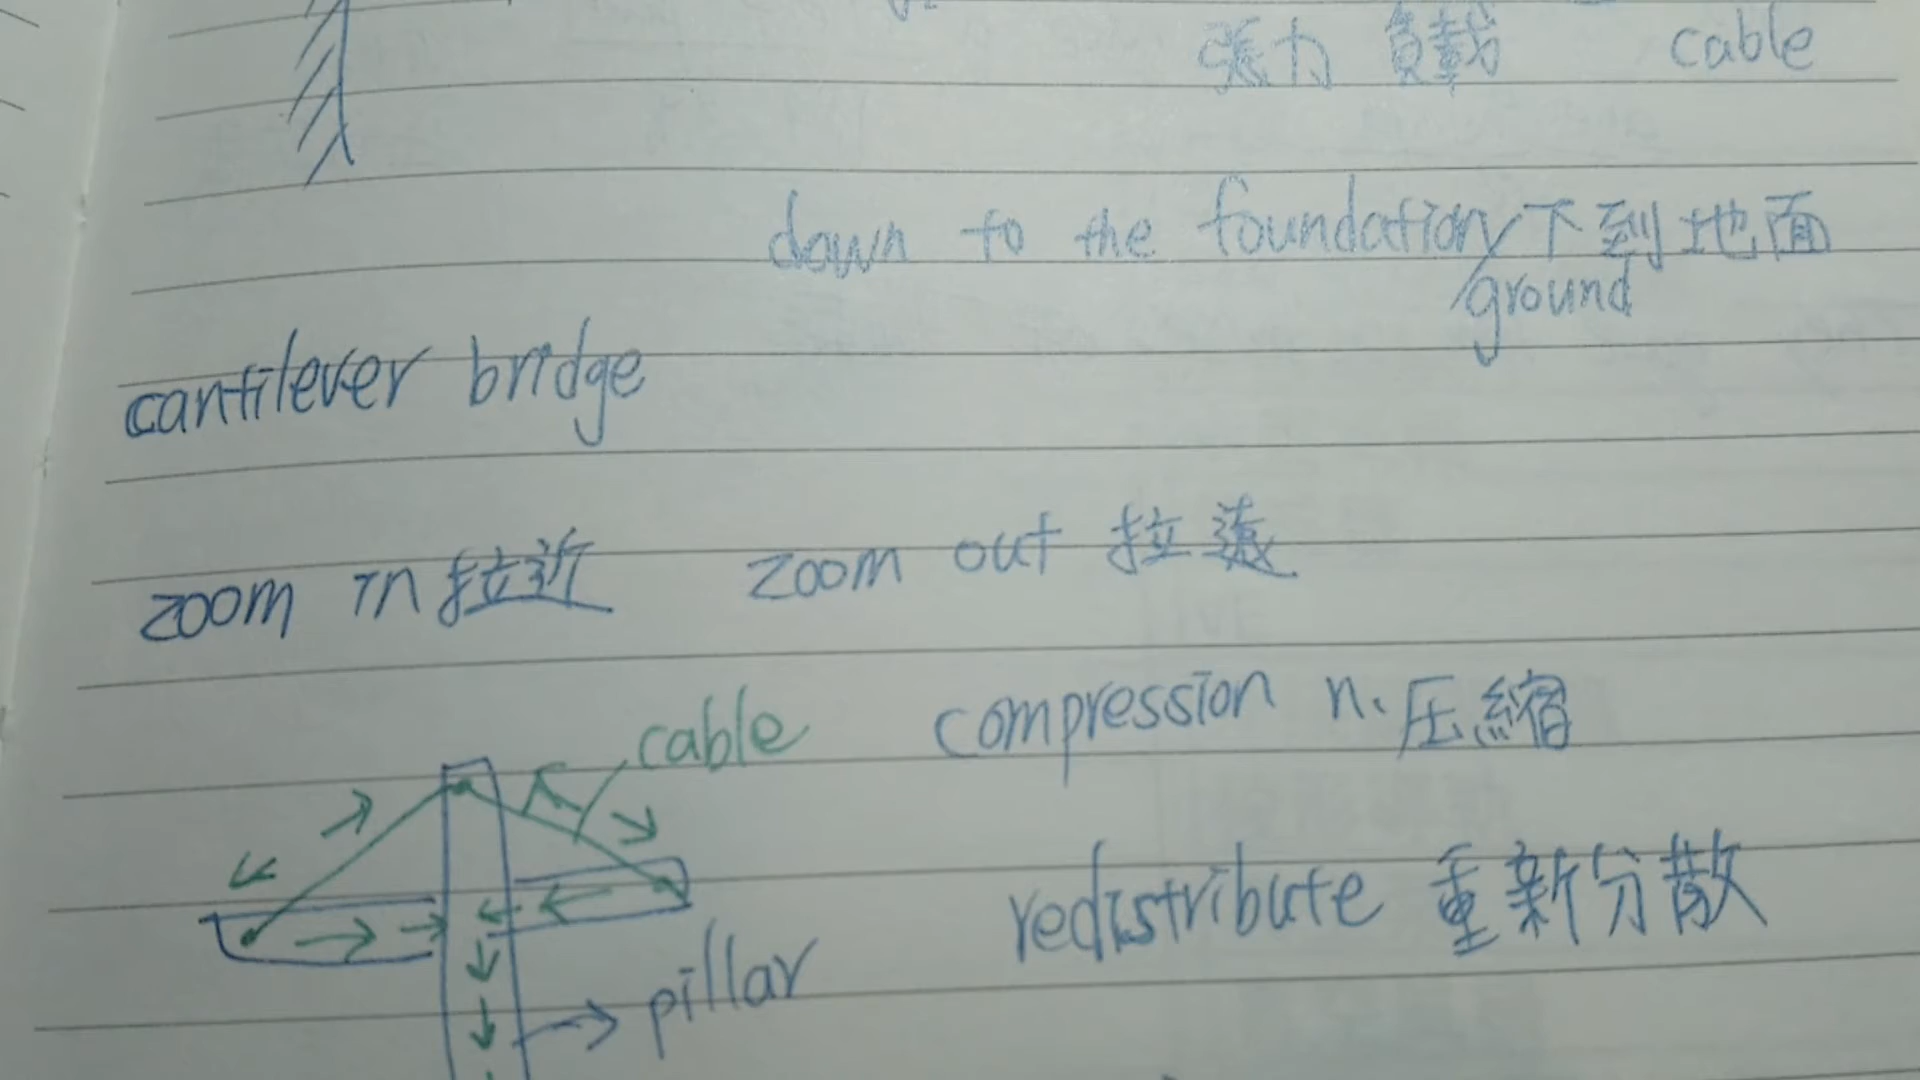 張力 負載 cable
down to the foundation/下到地面
/ground
cantilever bridge
zoom in 拉近 zoom out 拉遠
cable compression n. 压縮
redistribute 重新分散
pillar